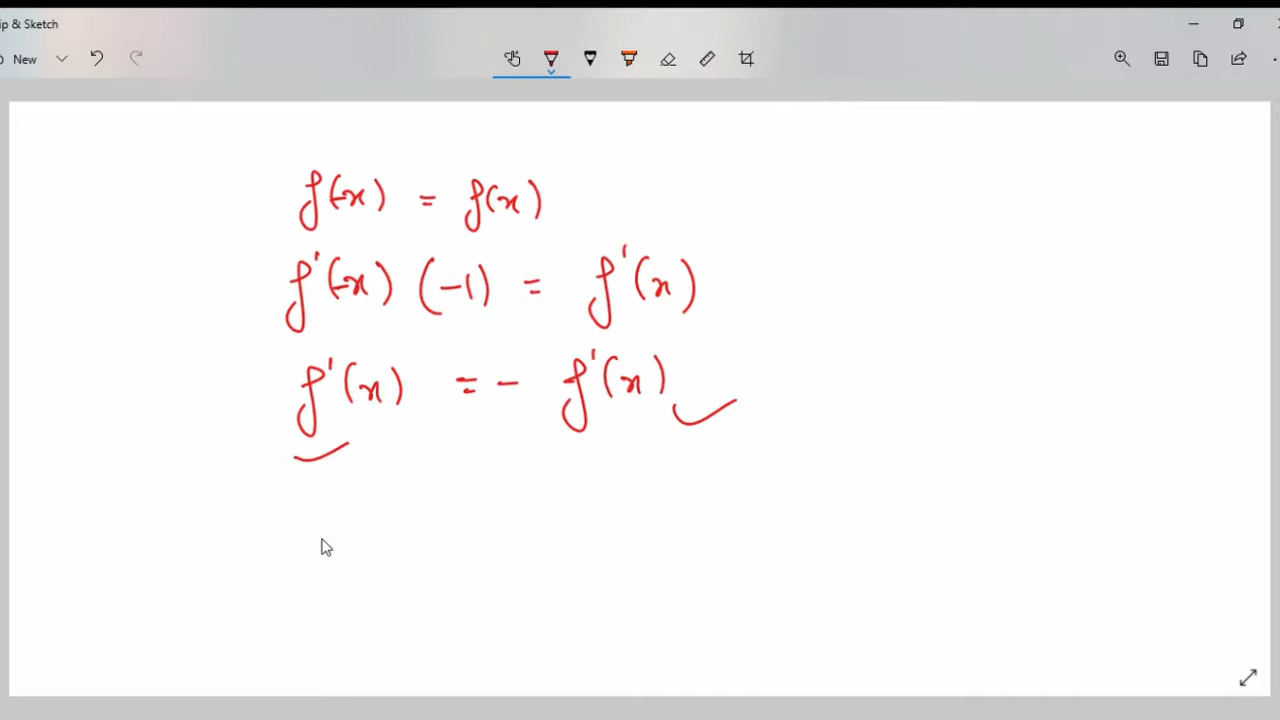 ip & Sketch
New
f(-x) = f(x)
f'(-x) (-1) = f'(x)
f'(x) = - f'(x)